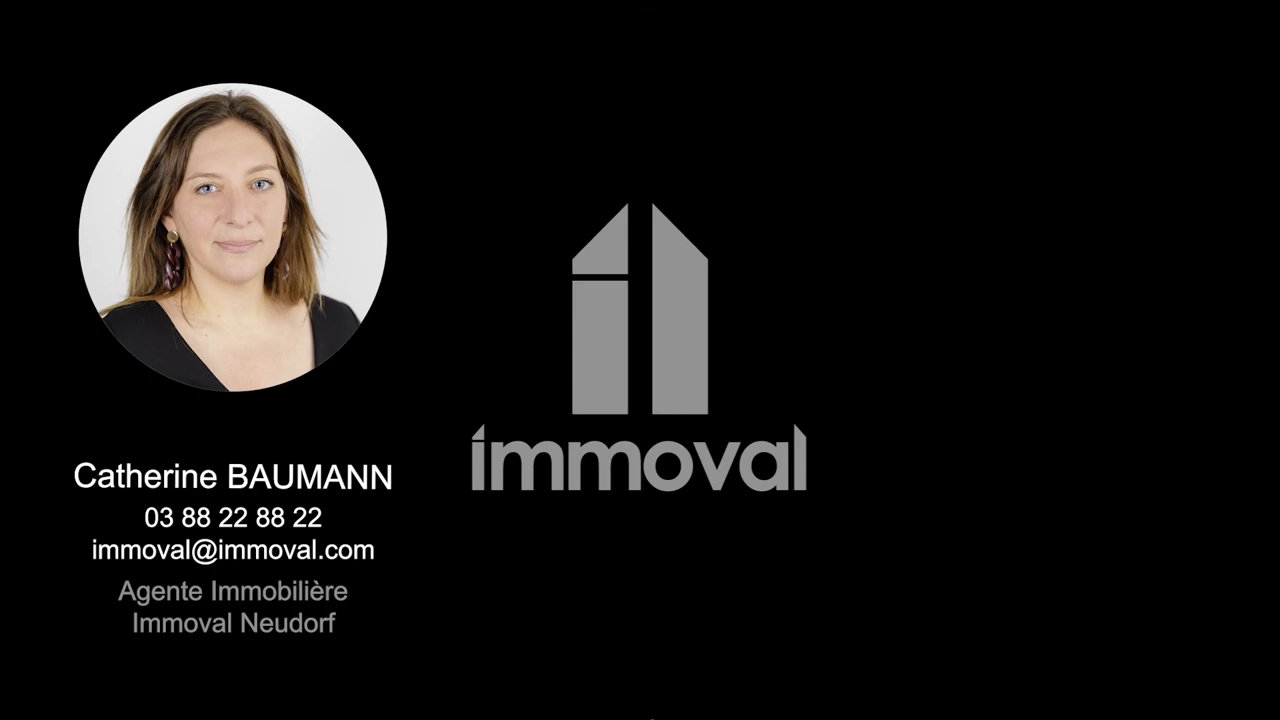 Catherine BAUMANN
03 88 22 88 22
immoval@immoval.com
Agente Immobilière
Immoval Neudorf
immoval